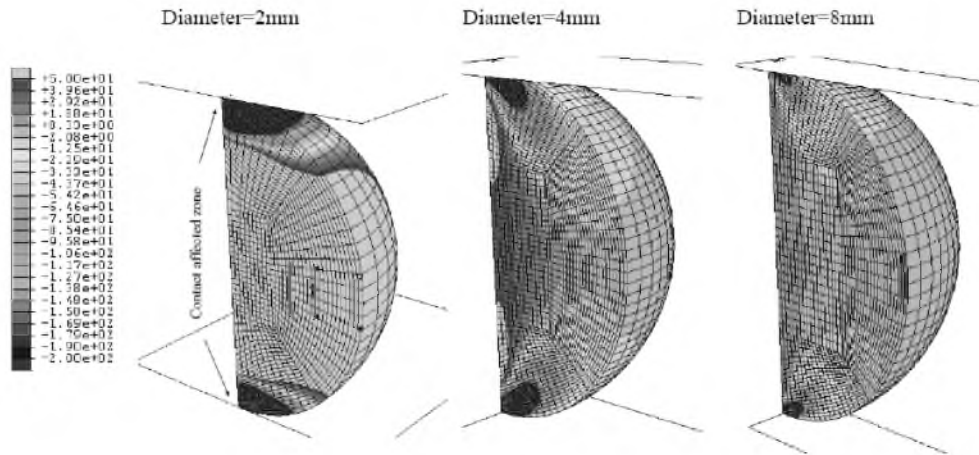 Diameter=2mm
Diameter=4mm
Diameter=8mm
+5.00e+01
+3.96e+01
+2.92e+01
+1.88e+01
+8.33e+00
-2.08e+00
-1.25e+01
-2.29e+01
-3.33e+01
-4.37e+01
-5.42e+01
-6.46e+01
-7.50e+01
-8.54e+01
-9.58e+01
-1.06e+02
-1.17e+02
-1.27e+02
-1.38e+02
-1.48e+02
-1.58e+02
-1.69e+02
-1.79e+02
-1.90e+02
-2.00e+02
Contact affected zone